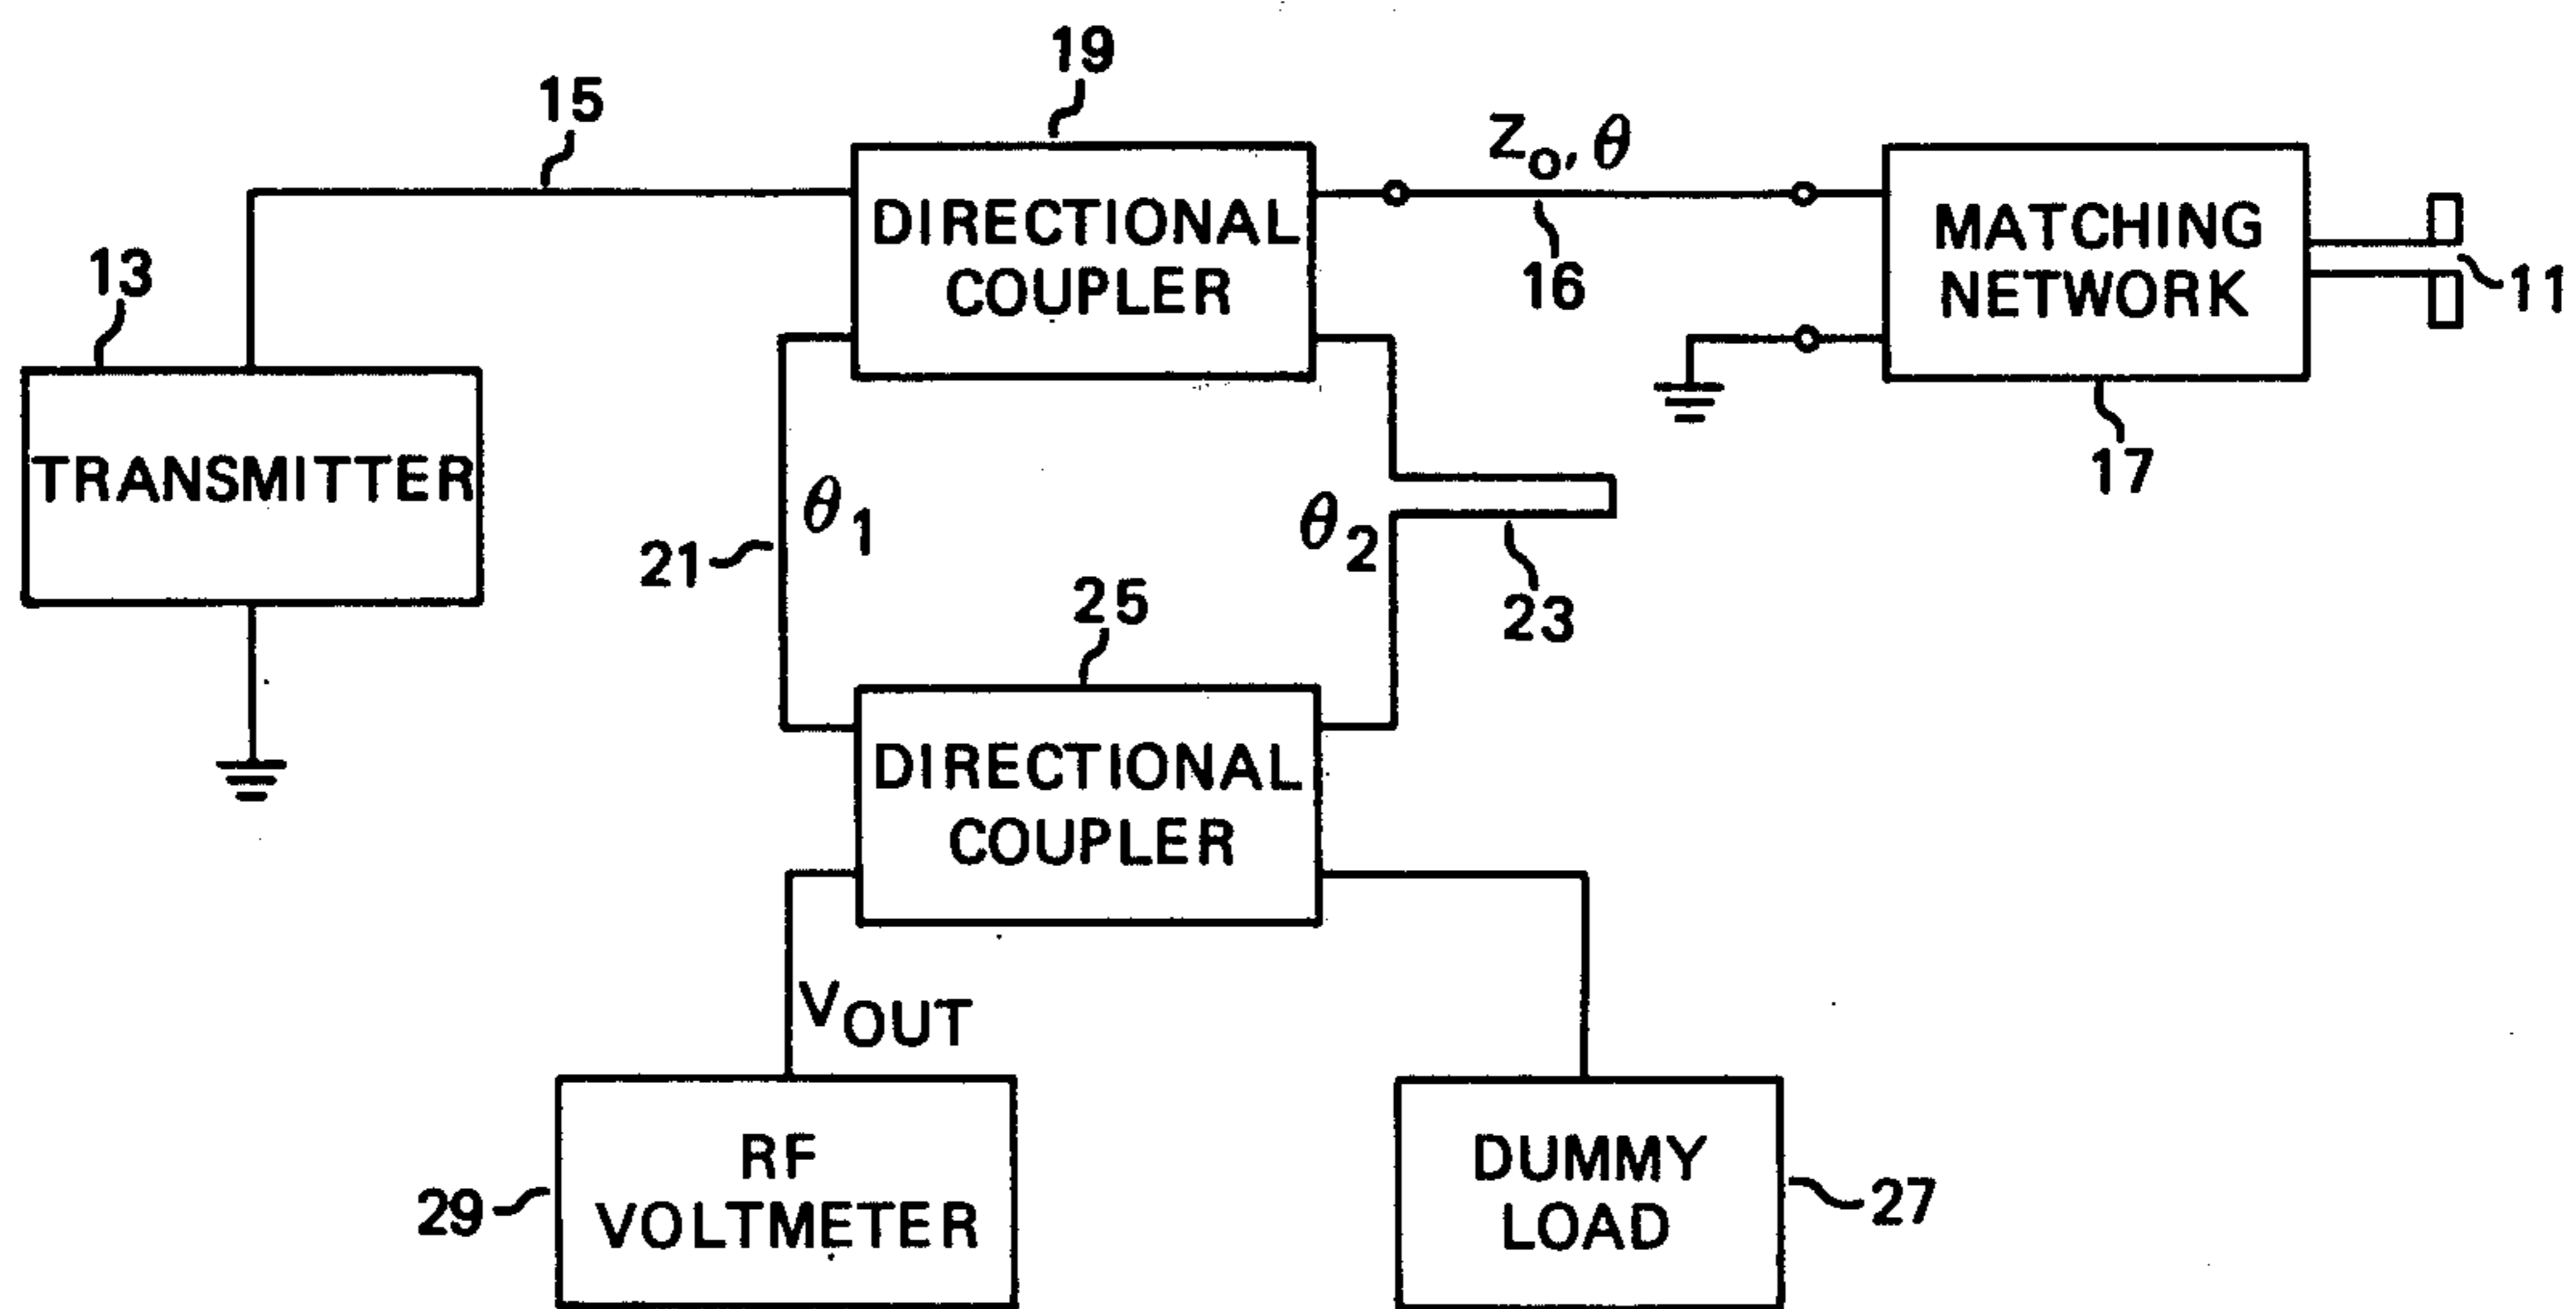 19
15
Zo, θ
DIRECTIONAL
COUPLER
MATCHING
NETWORK
16
11
13
17
TRANSMITTER
θ1
21
θ2
23
25
DIRECTIONAL
COUPLER
VOUT
RF
VOLTMETER
29
DUMMY
LOAD
27